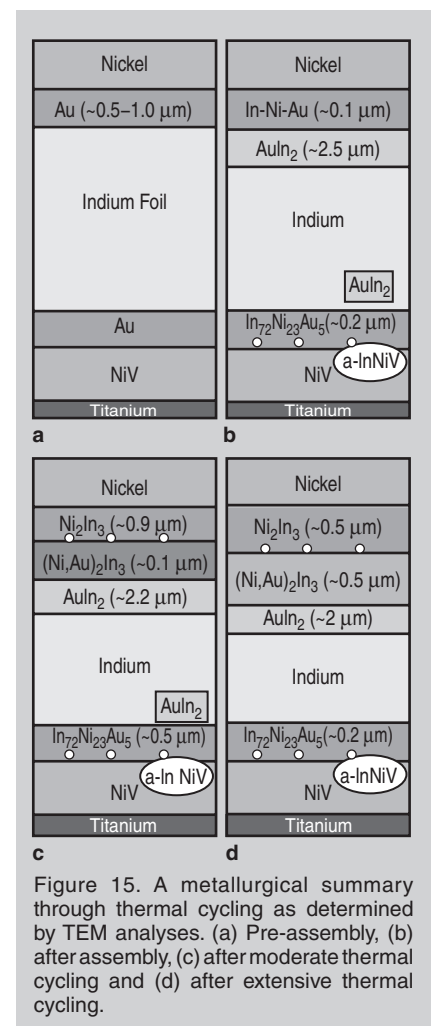 Nickel
Au (~0.5–1.0 µm)
Indium Foil
Au
NiV
Titanium
a
Nickel
In-Ni-Au (~0.1 µm)
AuIn₂ (~2.5 µm)
Indium
AuIn₂
In₇₂Ni₂₃Au₅(~0.2 µm)
a-InNiV
NiV
Titanium
b
Nickel
Ni₂In₃ (~0.9 µm)
(Ni,Au)₂In₃ (~0.1 µm)
AuIn₂ (~2.2 µm)
Indium
AuIn₂
In₇₂Ni₂₃Au₅ (~0.5 µm)
a-In NiV
NiV
Titanium
c
Nickel
Ni₂In₃ (~0.5 µm)
(Ni,Au)₂In₃ (~0.5 µm)
AuIn₂ (~2 µm)
Indium
In₇₂Ni₂₃Au₅(~0.2 µm)
a-InNiV
NiV
Titanium
d
Figure 15. A metallurgical summary
through thermal cycling as determined
by TEM analyses. (a) Pre-assembly, (b)
after assembly, (c) after moderate thermal
cycling and (d) after extensive thermal
cycling.